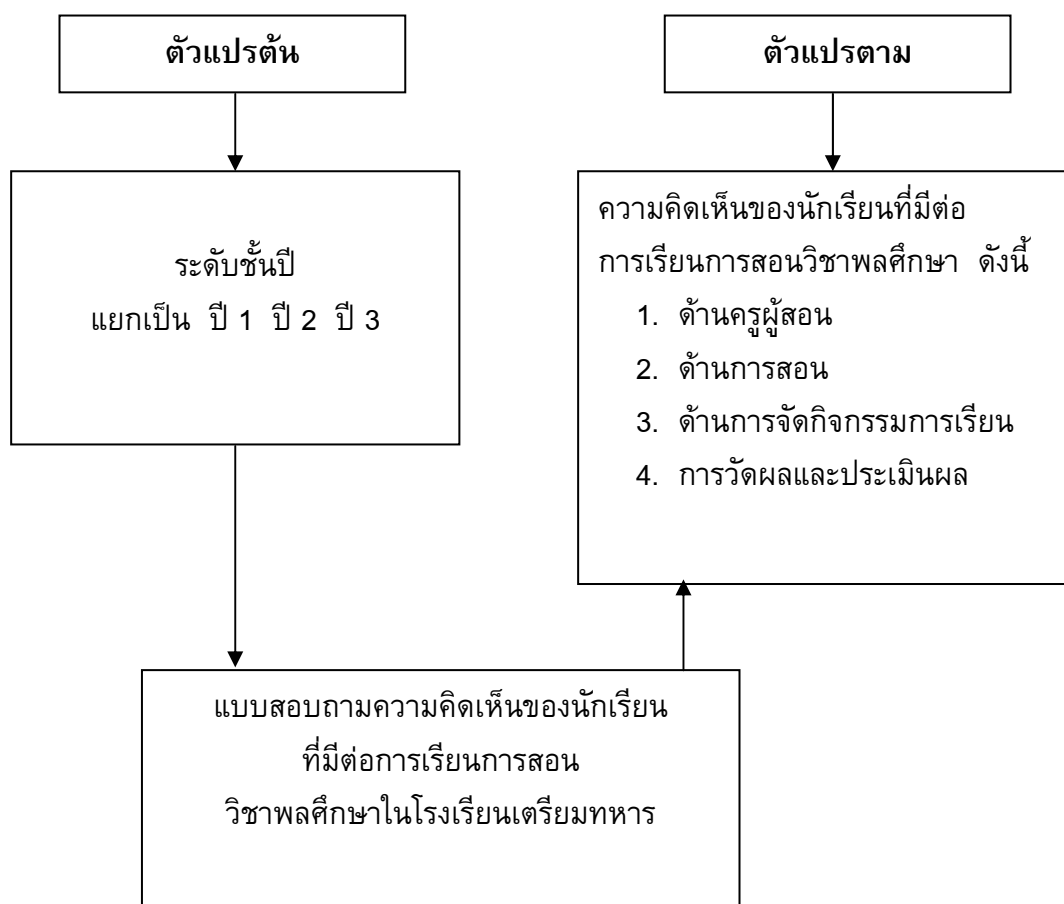 ตัวแปรต้น
ระดับชั้นปี
แยกเป็น ปี 1 ปี 2 ปี 3
ตัวแปรตาม
ความคิดเห็นของนักเรียนที่มีต่อ
การเรียนการสอนวิชาพลศึกษา ดังนี้
1. ด้านครูผู้สอน
2. ด้านการสอน
3. ด้านการจัดกิจกรรมการเรียน
4. การวัดผลและประเมินผล
แบบสอบถามความคิดเห็นของนักเรียน
ที่มีต่อการเรียนการสอน
วิชาพลศึกษาในโรงเรียนเตรียมทหาร